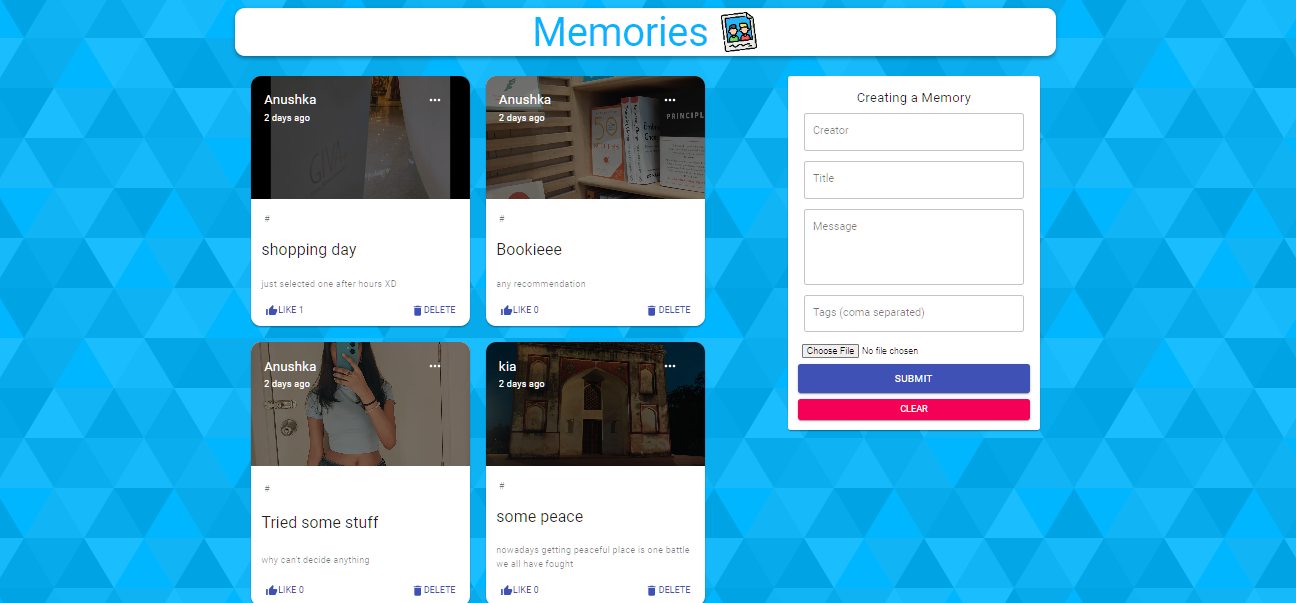 Memories
Anushka
2 days ago
GIVA
#
shopping day
just selected one after hours XD
LIKE 1
DELETE
Anushka
2 days ago
50
PRINCIPL
#
Bookieee
any recommendation
LIKE 0
DELETE
Anushka
2 days ago
#
Tried some stuff
why can't decide anything
LIKE 0
DELETE
kia
2 days ago
#
some peace
nowadays getting peaceful place is one battle
we all have fought
LIKE 0
DELETE
Creating a Memory
Creator
Title
Message
Tags (coma separated)
Choose File No file chosen
SUBMIT
CLEAR